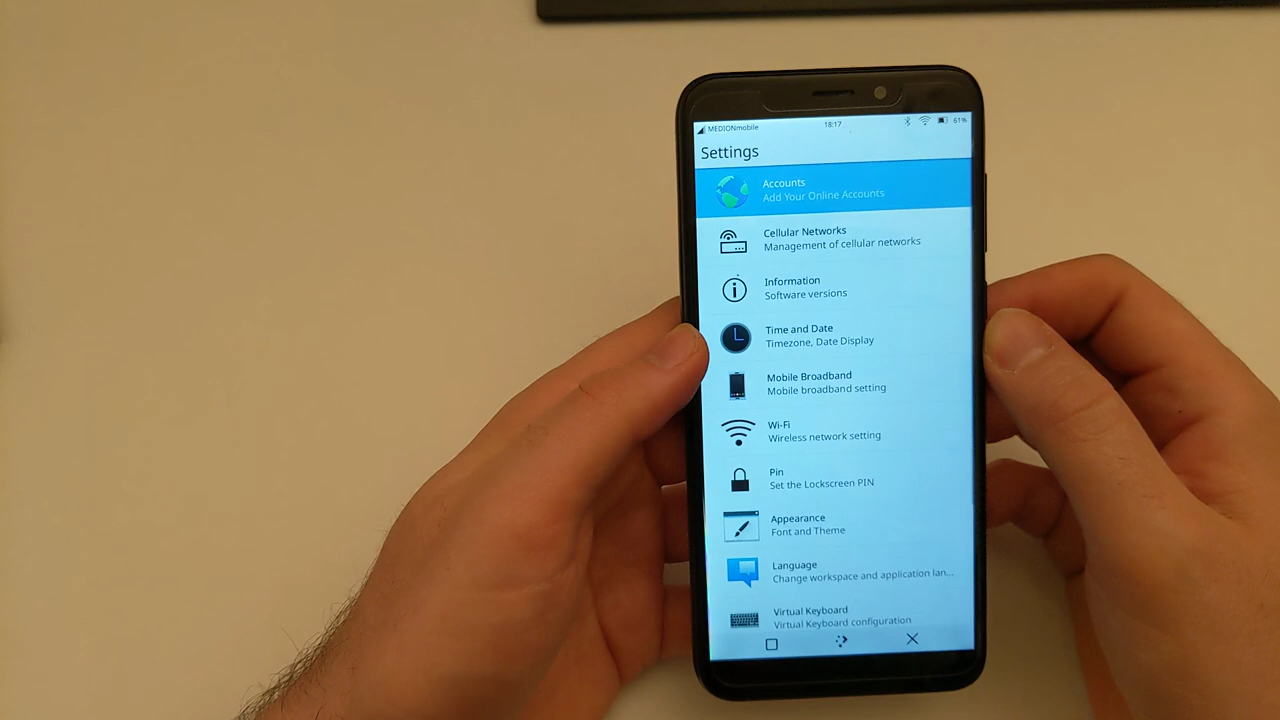 MEDIONmobile 18:17 61%
Settings
Accounts
Add Your Online Accounts
Cellular Networks
Management of cellular networks
Information
Software versions
Time and Date
Timezone, Date Display
Mobile Broadband
Mobile broadband setting
Wi-Fi
Wireless network setting
Pin
Set the Lockscreen PIN
Appearance
Font and Theme
Language
Change workspace and application lan...
Virtual Keyboard
Virtual Keyboard configuration